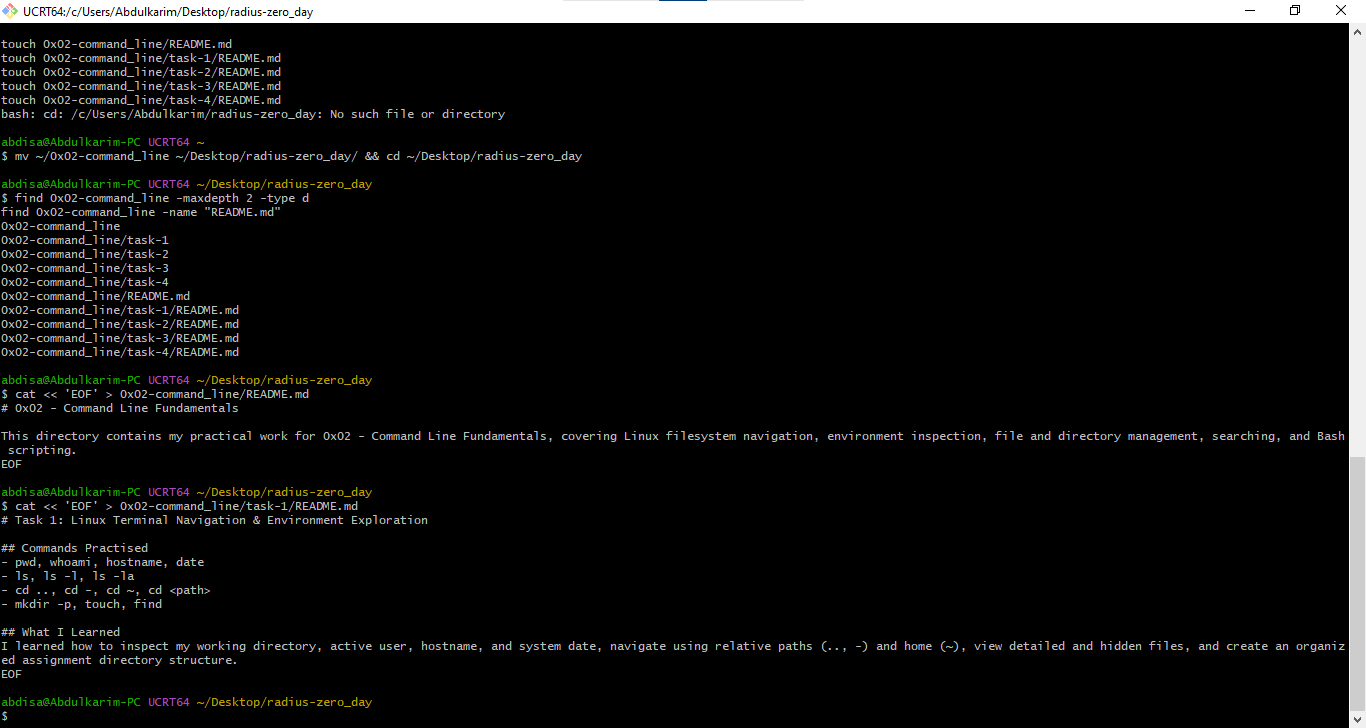 UCRT64:/c/Users/Abdulkarim/Desktop/radius-zero_day
touch 0x02-command_line/README.md
touch 0x02-command_line/task-1/README.md
touch 0x02-command_line/task-2/README.md
touch 0x02-command_line/task-3/README.md
touch 0x02-command_line/task-4/README.md
bash: cd: /c/Users/Abdulkarim/radius-zero_day: No such file or directory
abdisa@Abdulkarim-PC UCRT64 ~
$ mv ~/0x02-command_line ~/Desktop/radius-zero_day/ && cd ~/Desktop/radius-zero_day
abdisa@Abdulkarim-PC UCRT64 ~/Desktop/radius-zero_day
$ find 0x02-command_line -maxdepth 2 -type d
find 0x02-command_line -name "README.md"
0x02-command_line
0x02-command_line/task-1
0x02-command_line/task-2
0x02-command_line/task-3
0x02-command_line/task-4
0x02-command_line/README.md
0x02-command_line/task-1/README.md
0x02-command_line/task-2/README.md
0x02-command_line/task-3/README.md
0x02-command_line/task-4/README.md
abdisa@Abdulkarim-PC UCRT64 ~/Desktop/radius-zero_day
$ cat << 'EOF' > 0x02-command_line/README.md
# 0x02 - Command Line Fundamentals
This directory contains my practical work for 0x02 - Command Line Fundamentals, covering Linux filesystem navigation, environment inspection, file and directory management, searching, and Bash
 scripting.
EOF
abdisa@Abdulkarim-PC UCRT64 ~/Desktop/radius-zero_day
$ cat << 'EOF' > 0x02-command_line/task-1/README.md
# Task 1: Linux Terminal Navigation & Environment Exploration
## Commands Practised
- pwd, whoami, hostname, date
- ls, ls -l, ls -la
- cd .., cd -, cd ~, cd <path>
- mkdir -p, touch, find
## What I Learned
I learned how to inspect my working directory, active user, hostname, and system date, navigate using relative paths (.., -) and home (~), view detailed and hidden files, and create an organiz
ed assignment directory structure.
EOF
abdisa@Abdulkarim-PC UCRT64 ~/Desktop/radius-zero_day
$